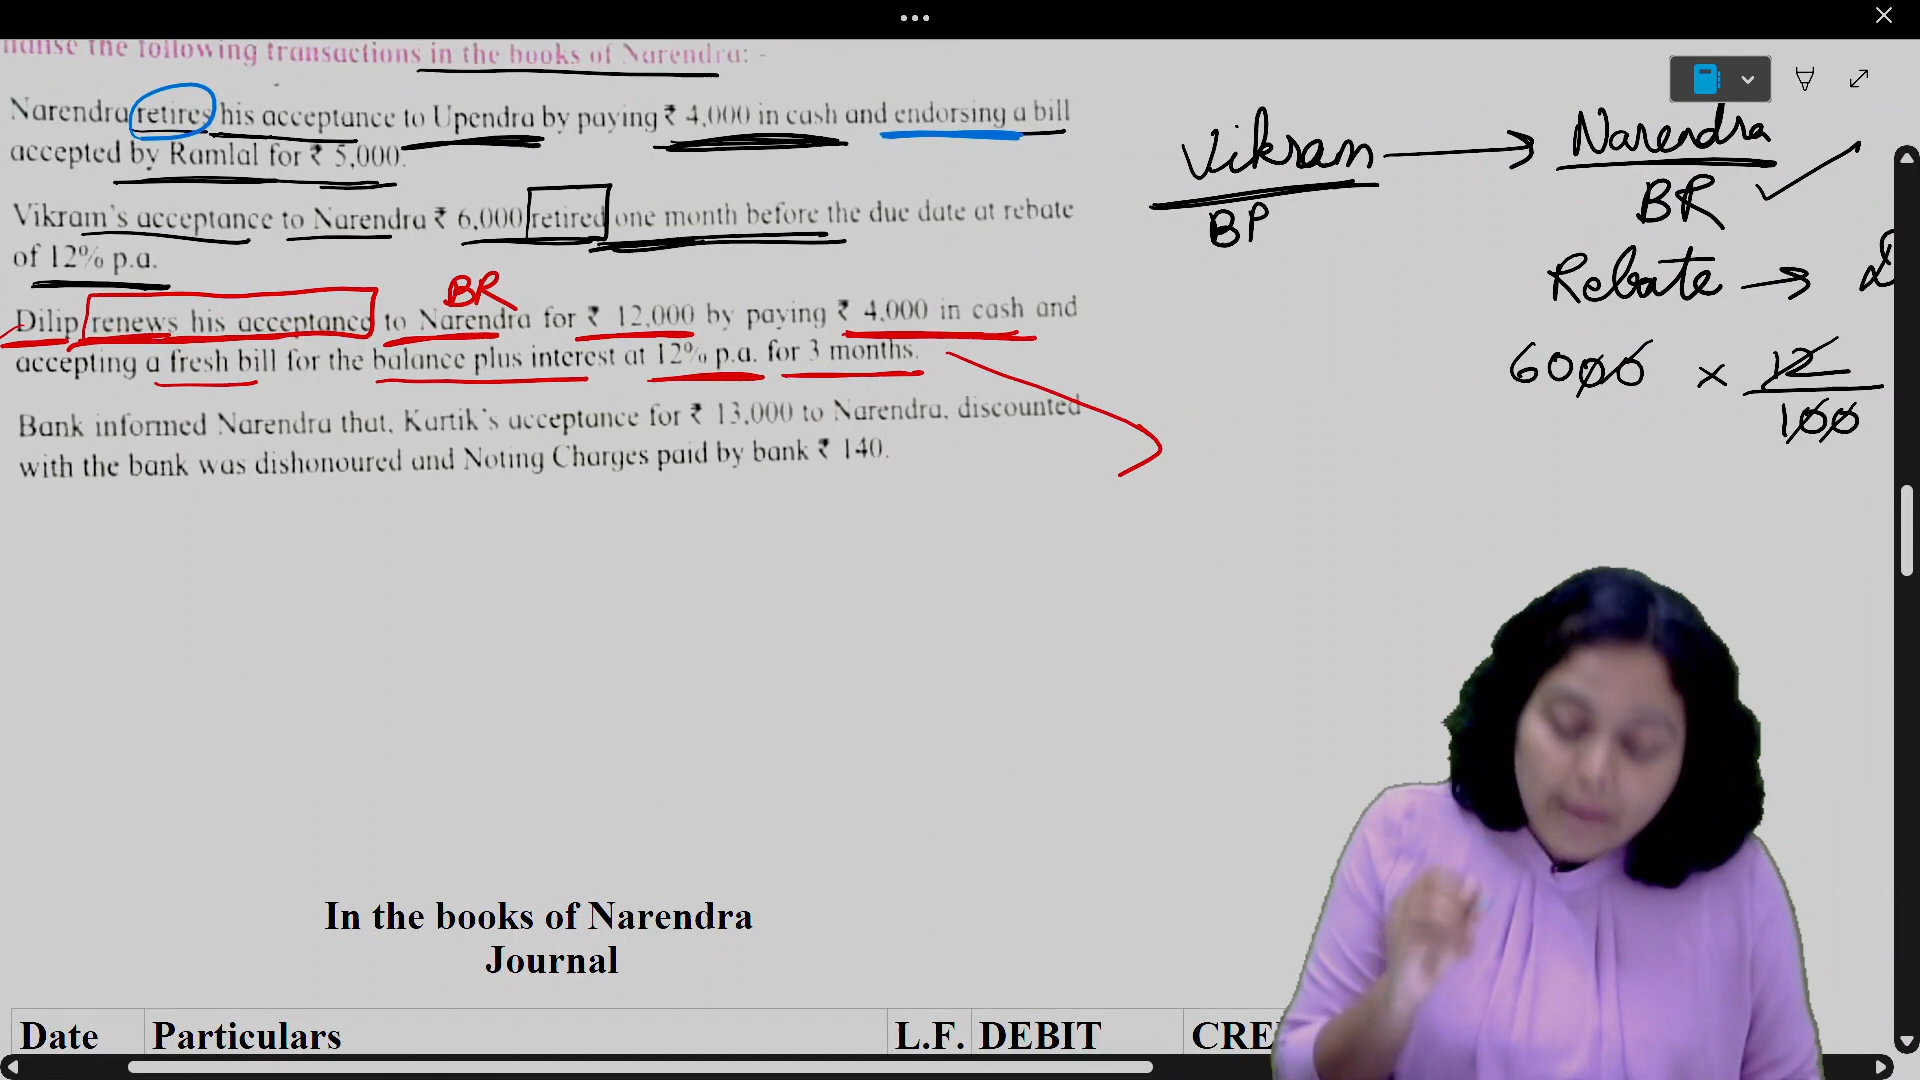 the following transactions in the books of Narendra: -
Narendra retires his acceptance to Upendra by paying ₹ 4,000 in cash and endorsing a bill
accepted by Ramlal for ₹ 5,000.
Vikram's acceptance to Narendra ₹ 6,000 retired one month before the due date at rebate
of 12% p.a.
BR
Dilip renews his acceptance to Narendra for ₹ 12,000 by paying ₹ 4,000 in cash and
accepting a fresh bill for the balance plus interest at 12% p.a. for 3 months.
Bank informed Narendra that, Kartik's acceptance for ₹ 13,000 to Narendra, discounted
with the bank was dishonoured and Noting Charges paid by bank ₹ 140.
Vikram → Narendra
BP BR ✓
Rebate →
6000 × 12
100
In the books of Narendra
Journal
Date Particulars L.F. DEBIT CRE